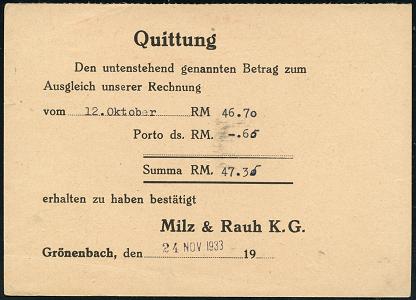 Quittung
Den untenstehend genannten Betrag zum
Ausgleich unserer Rechnung
vom 12.Oktober RM 46.70
Porto ds. RM. -.65
Summa RM. 47.35
erhalten zu haben bestätigt
Milz & Rauh K.G.
Grönenbach, den 24 NOV 1933 19